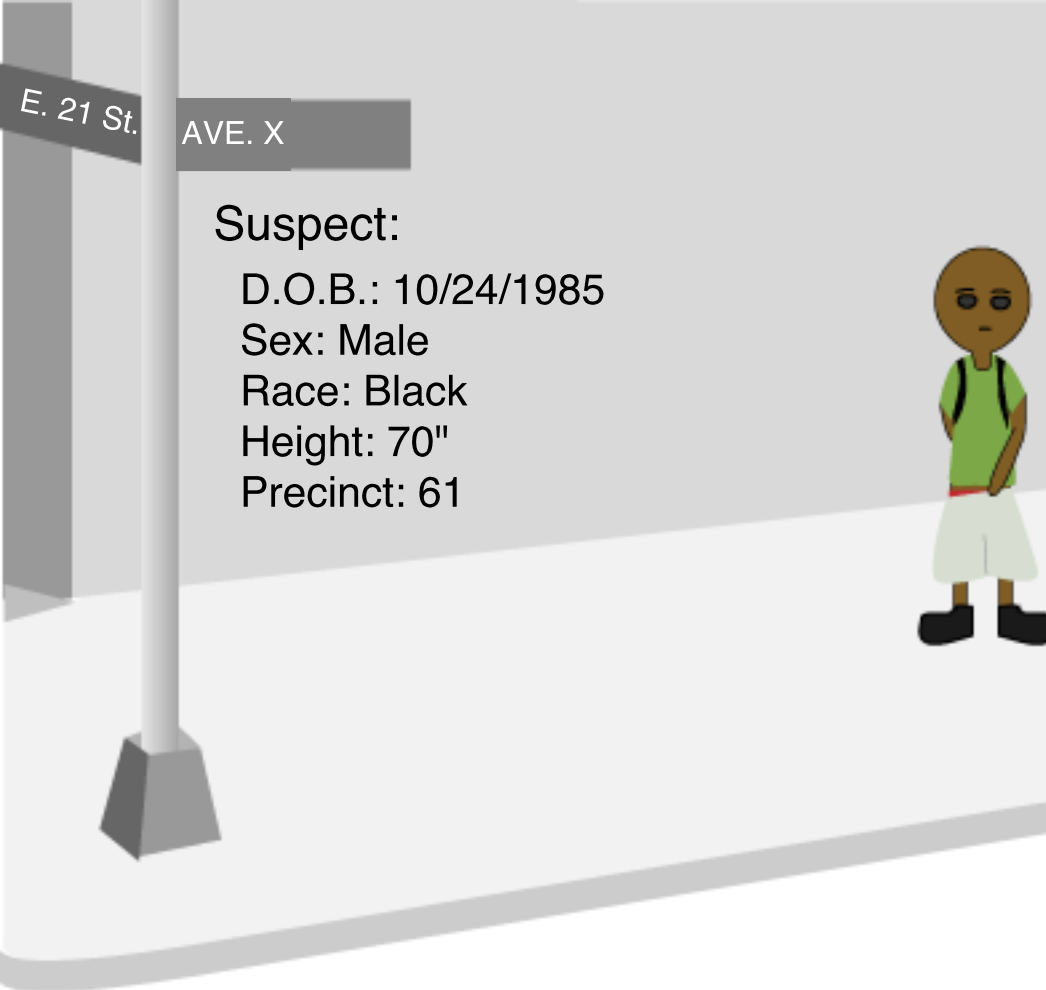 E. 21 St.
AVE. X
Suspect:
D.O.B.: 10/24/1985
Sex: Male
Race: Black
Height: 70"
Precinct: 61